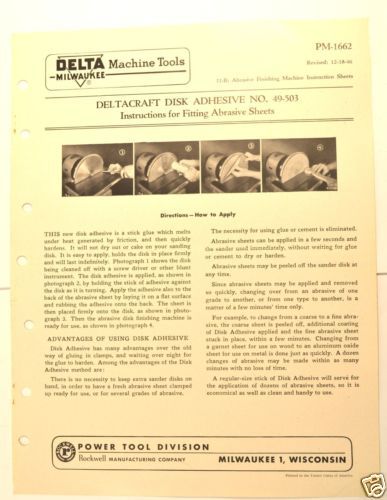 DELTA
MILWAUKEE
Machine Tools
PM-1662
Revised: 12-18-46
11-B: Abrasive Finishing Machine Instruction Sheets
DELTACRAFT DISK ADHESIVE NO. 49-503
Instructions for Fitting Abrasive Sheets
1
2
3
4
Directions—How to Apply
THIS new disk adhesive is a stick glue which melts
under heat generated by friction, and then quickly
hardens. It will not dry out or cake on your sanding
disk. It is easy to apply, holds the disk in place firmly
and will last indefinitely. Photograph 1 shows the disk
being cleaned off with a screw driver or other blunt
instrument. The disk adhesive is applied, as shown in
photograph 2, by holding the stick of adhesive against
the disk as it is turning. Apply the adhesive also to the
back of the abrasive sheet by laying it on a flat surface
and rubbing the adhesive onto the back. The sheet is
then placed firmly onto the disk, as shown in photo-
graph 3. Then the abrasive disk finishing machine is
ready for use, as shown in photograph 4.
ADVANTAGES OF USING DISK ADHESIVE
Disk Adhesive has many advantages over the old
way of gluing in clamps, and waiting over night for
the glue to harden. Among the advantages of the Disk
Adhesive method are:
There is no necessity to keep extra sander disks on
hand, in order to have a fresh abrasive sheet clamped
up ready for use, or for several grades of abrasive.
The necessity for using glue or cement is eliminated.
Abrasive sheets can be applied in a few seconds and
the sander used immediately, without waiting for glue
or cement to dry or harden.
Abrasive sheets may be peeled off the sander disk at
any time.
Since abrasive sheets may be applied and removed
so quickly, changing over from an abrasive of one
grade to another, or from one type to another, is a
matter of a few minutes' time only.
For example, to change from a coarse to a fine abra-
sive, the coarse sheet is peeled off, additional coating
of Disk Adhesive applied and the fine abrasive sheet
stuck in place, within a few minutes. Changing from a
garnet sheet for use on wood to an aluminum oxide
sheet for use on metal is done just as quickly. A dozen
changes of abrasive may be made within as many
minutes with no loss of time.
A regular-size stick of Disk Adhesive will serve for
the application of dozens of abrasive sheets, so it is
economical as well as clean and handy to use.
POWER TOOL DIVISION
Rockwell MANUFACTURING COMPANY
MILWAUKEE 1, WISCONSIN
Printed in the United States of America